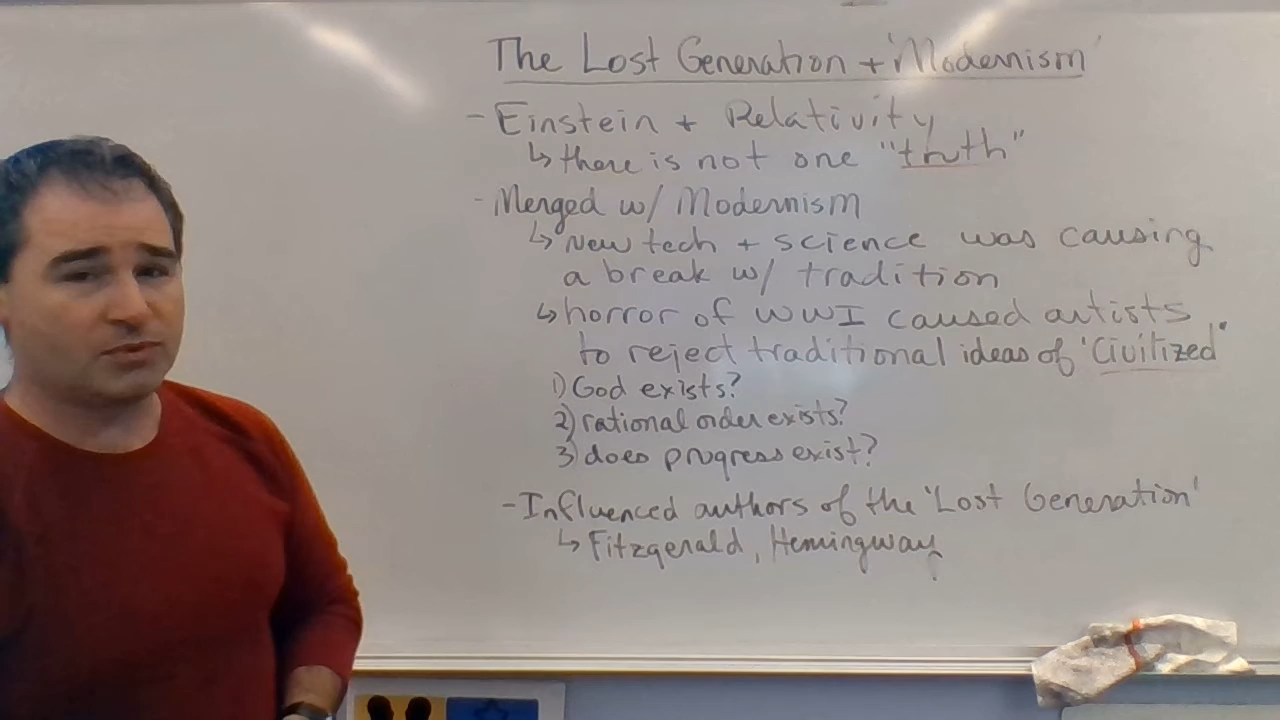 The Lost Generation + 'Modernism'
- Einstein + Relativity
↳ there is not one "truth"
- Merged w/ Modernism
↳ New tech + science was causing
a break w/ tradition
↳ horror of WWI caused artists
to reject traditional ideas of 'Civilized'
1) God exists?
2) rational order exists?
3) does progress exist?
- Influenced authors of the 'Lost Generation'
↳ Fitzgerald, Hemingway